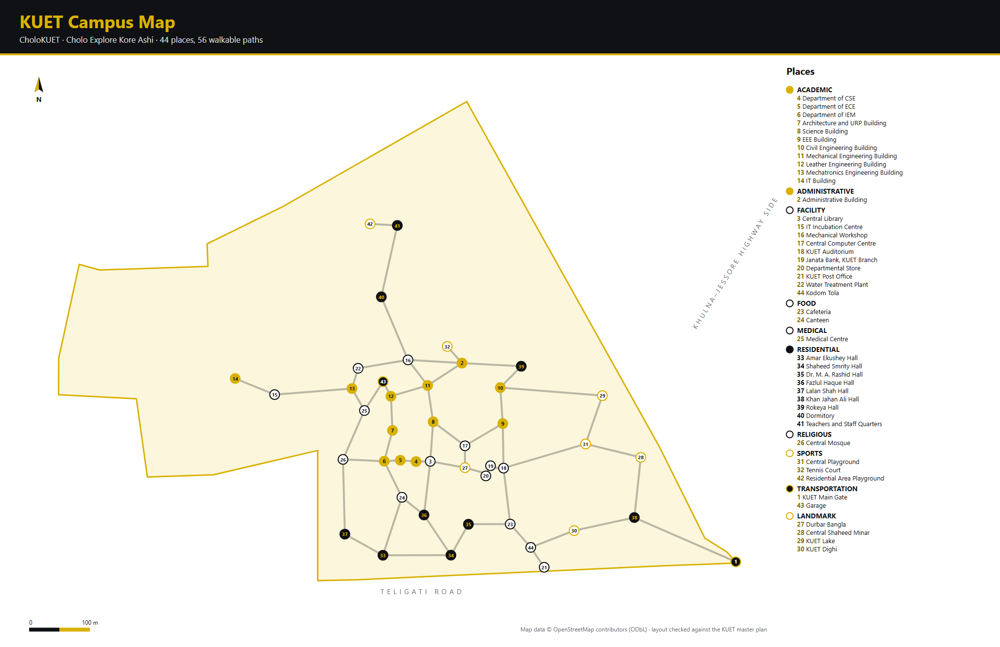 KUET Campus Map
CholoKUET · Cholo Explore Kore Ashi · 44 places, 56 walkable paths
N
42
41
40
32
16
2
22
39
14
43
11
13
10
15
12
29
25
8
9
7
31
17
28
26
6
5
4
3
27
19
18
20
24
36
38
35
23
30
37
44
33
34
1
21
KHULNA–JESSORE HIGHWAY SIDE
TELIGATI ROAD
0 100 m
Places
ACADEMIC
4 Department of CSE
5 Department of ECE
6 Department of IEM
7 Architecture and URP Building
8 Science Building
9 EEE Building
10 Civil Engineering Building
11 Mechanical Engineering Building
12 Leather Engineering Building
13 Mechatronics Engineering Building
14 IT Building
ADMINISTRATIVE
2 Administrative Building
FACILITY
3 Central Library
15 IT Incubation Centre
16 Mechanical Workshop
17 Central Computer Centre
18 KUET Auditorium
19 Janata Bank, KUET Branch
20 Departmental Store
21 KUET Post Office
22 Water Treatment Plant
44 Kodom Tola
FOOD
23 Cafeteria
24 Canteen
MEDICAL
25 Medical Centre
RESIDENTIAL
33 Amar Ekushey Hall
34 Shaheed Smrity Hall
35 Dr. M. A. Rashid Hall
36 Fazlul Haque Hall
37 Lalan Shah Hall
38 Khan Jahan Ali Hall
39 Rokeya Hall
40 Dormitory
41 Teachers and Staff Quarters
RELIGIOUS
26 Central Mosque
SPORTS
31 Central Playground
32 Tennis Court
42 Residential Area Playground
TRANSPORTATION
1 KUET Main Gate
43 Garage
LANDMARK
27 Durbar Bangla
28 Central Shaheed Minar
29 KUET Lake
30 KUET Dighi
Map data © OpenStreetMap contributors (ODbL) · layout checked against the KUET master plan